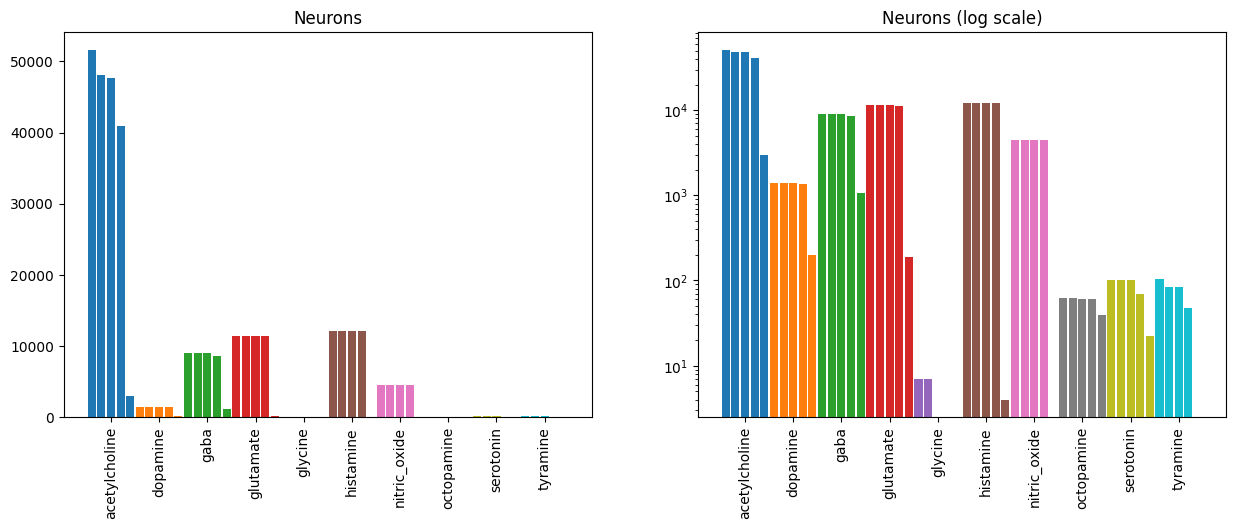 Neurons
50000
40000
30000
20000
10000
0
acetylcholine
dopamine
gaba
glutamate
glycine
histamine
nitric_oxide
octopamine
serotonin
tyramine
Neurons (log scale)
10⁴
10³
10²
10¹
acetylcholine
dopamine
gaba
glutamate
glycine
histamine
nitric_oxide
octopamine
serotonin
tyramine